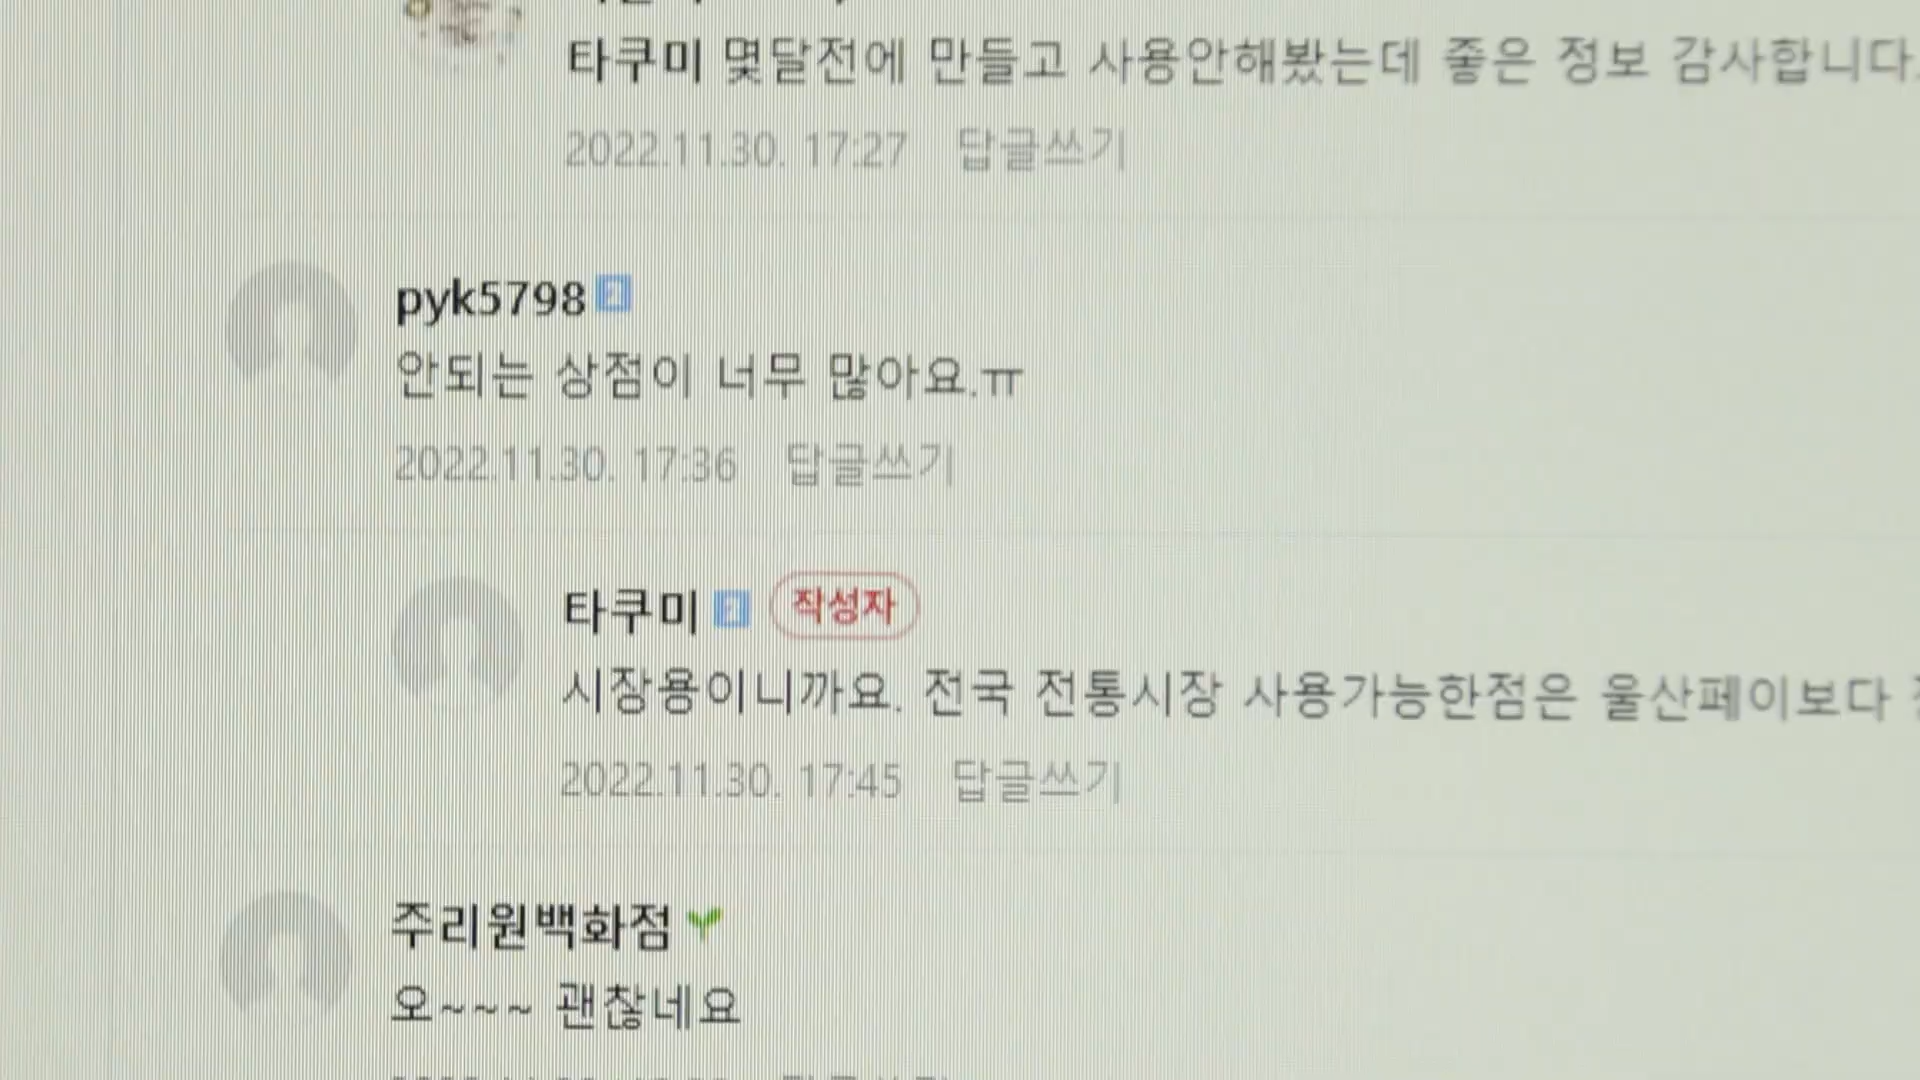 타쿠미 몇달전에 만들고 사용안해봤는데 좋은 정보 감사합니다.
2022.11.30. 17:27 답글쓰기
pyk5798
안되는 상점이 너무 많아요.ㅠ
2022.11.30. 17:36 답글쓰기
타쿠미 작성자
시장용이니까요. 전국 전통시장 사용가능한점은 울산페이보다
2022.11.30. 17:45 답글쓰기
주리원백화점
오~~~ 괜찮네요